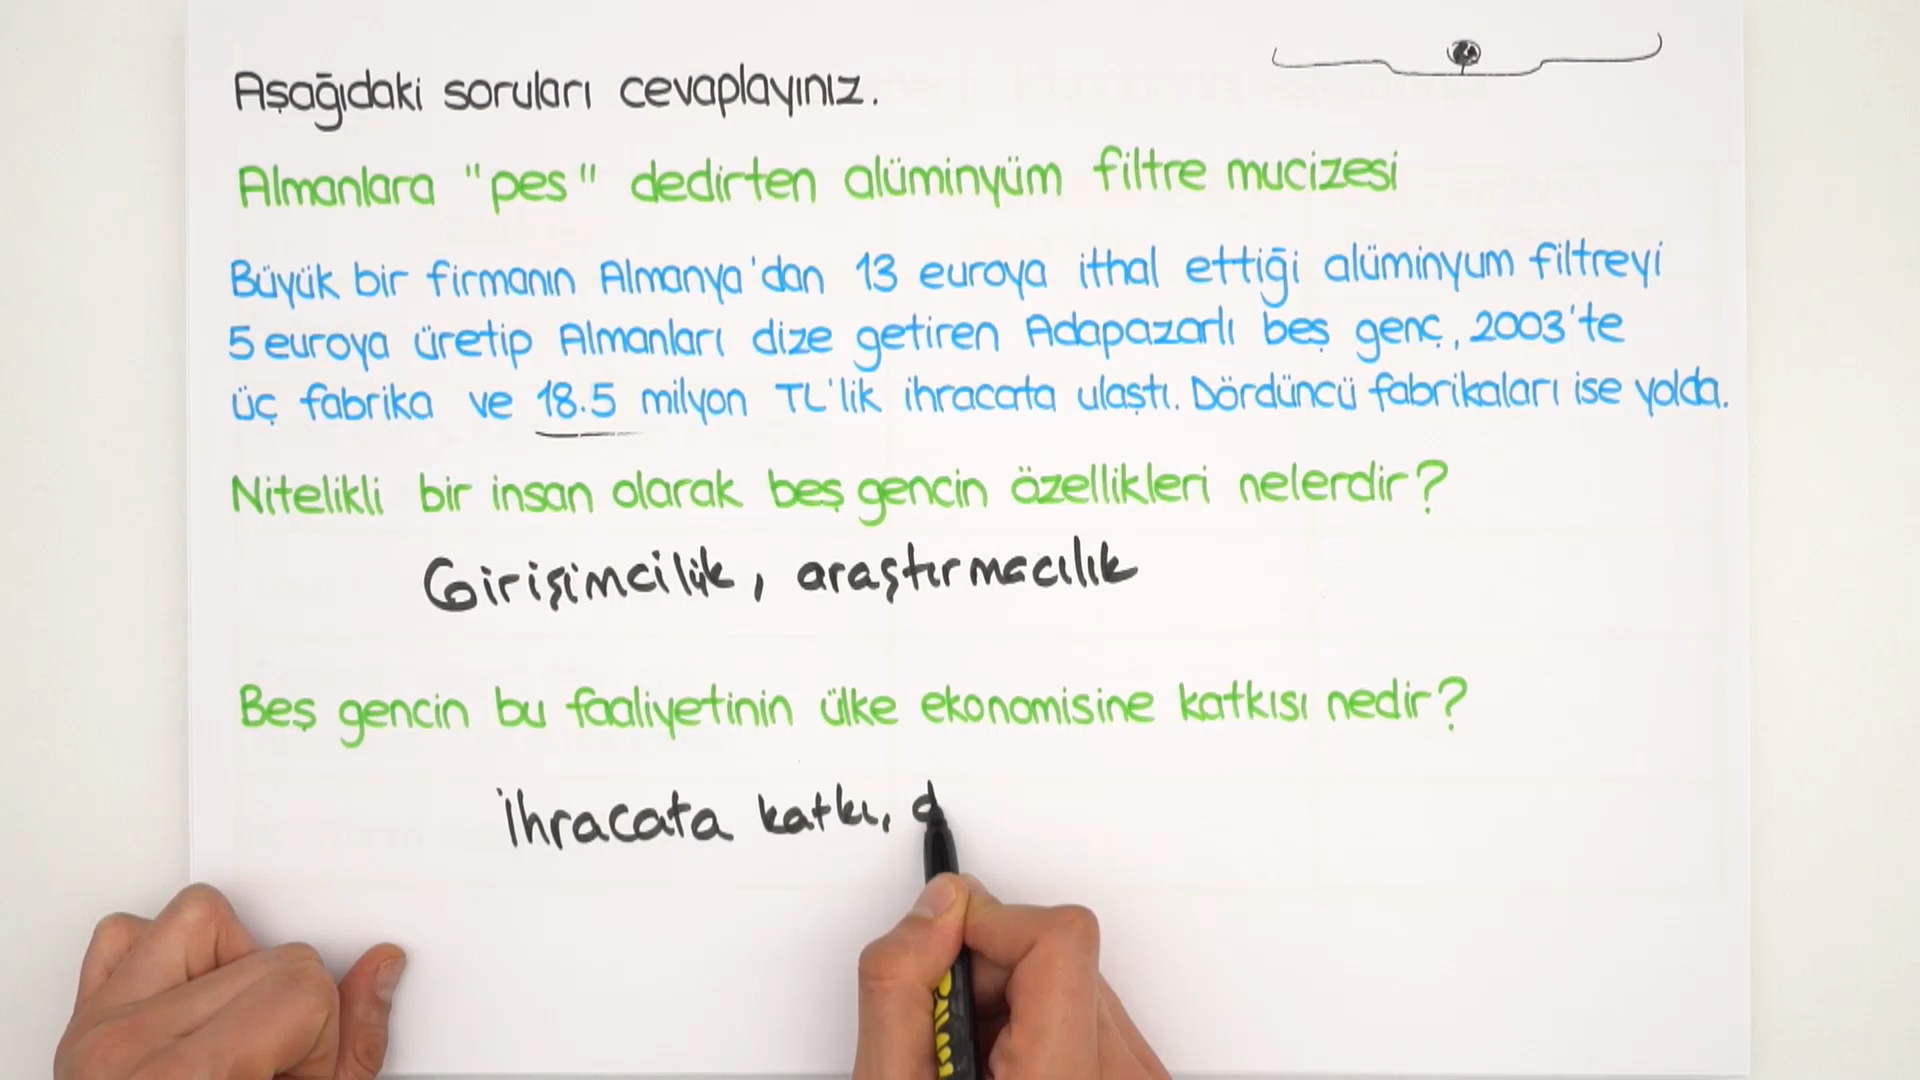 Aşağıdaki soruları cevaplayınız.
Almanlara "pes" dedirten alüminyüm filtre mucizesi
Büyük bir firmanın Almanya'dan 13 euroya ithal ettiği alüminyum filtreyi
5 euroya üretip Almanları dize getiren Adapazarlı beş genç, 2003'te
üç fabrika ve 18.5 milyon TL'lik ihracata ulaştı. Dördüncü fabrikaları ise yolda.
Nitelikli bir insan olarak beş gencin özellikleri nelerdir?
Girişimcilik, araştırmacılık
Beş gencin bu faaliyetinin ülke ekonomisine katkısı nedir?
İhracata katkı,